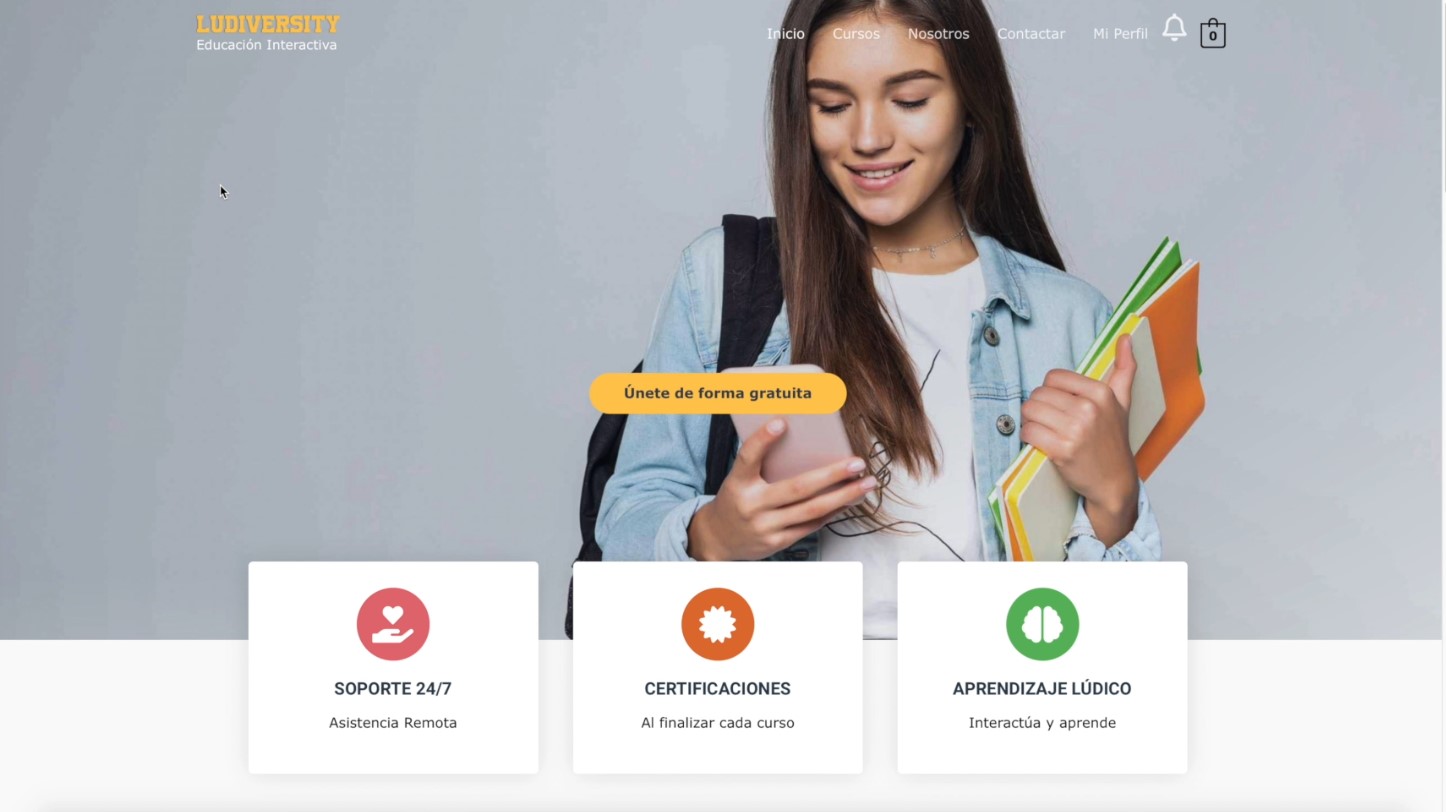 LUDIVERSITY
Educación Interactiva
Inicio Cursos Nosotros Contactar Mi Perfil 0
Únete de forma gratuita
SOPORTE 24/7
Asistencia Remota
CERTIFICACIONES
Al finalizar cada curso
APRENDIZAJE LÚDICO
Interactúa y aprende